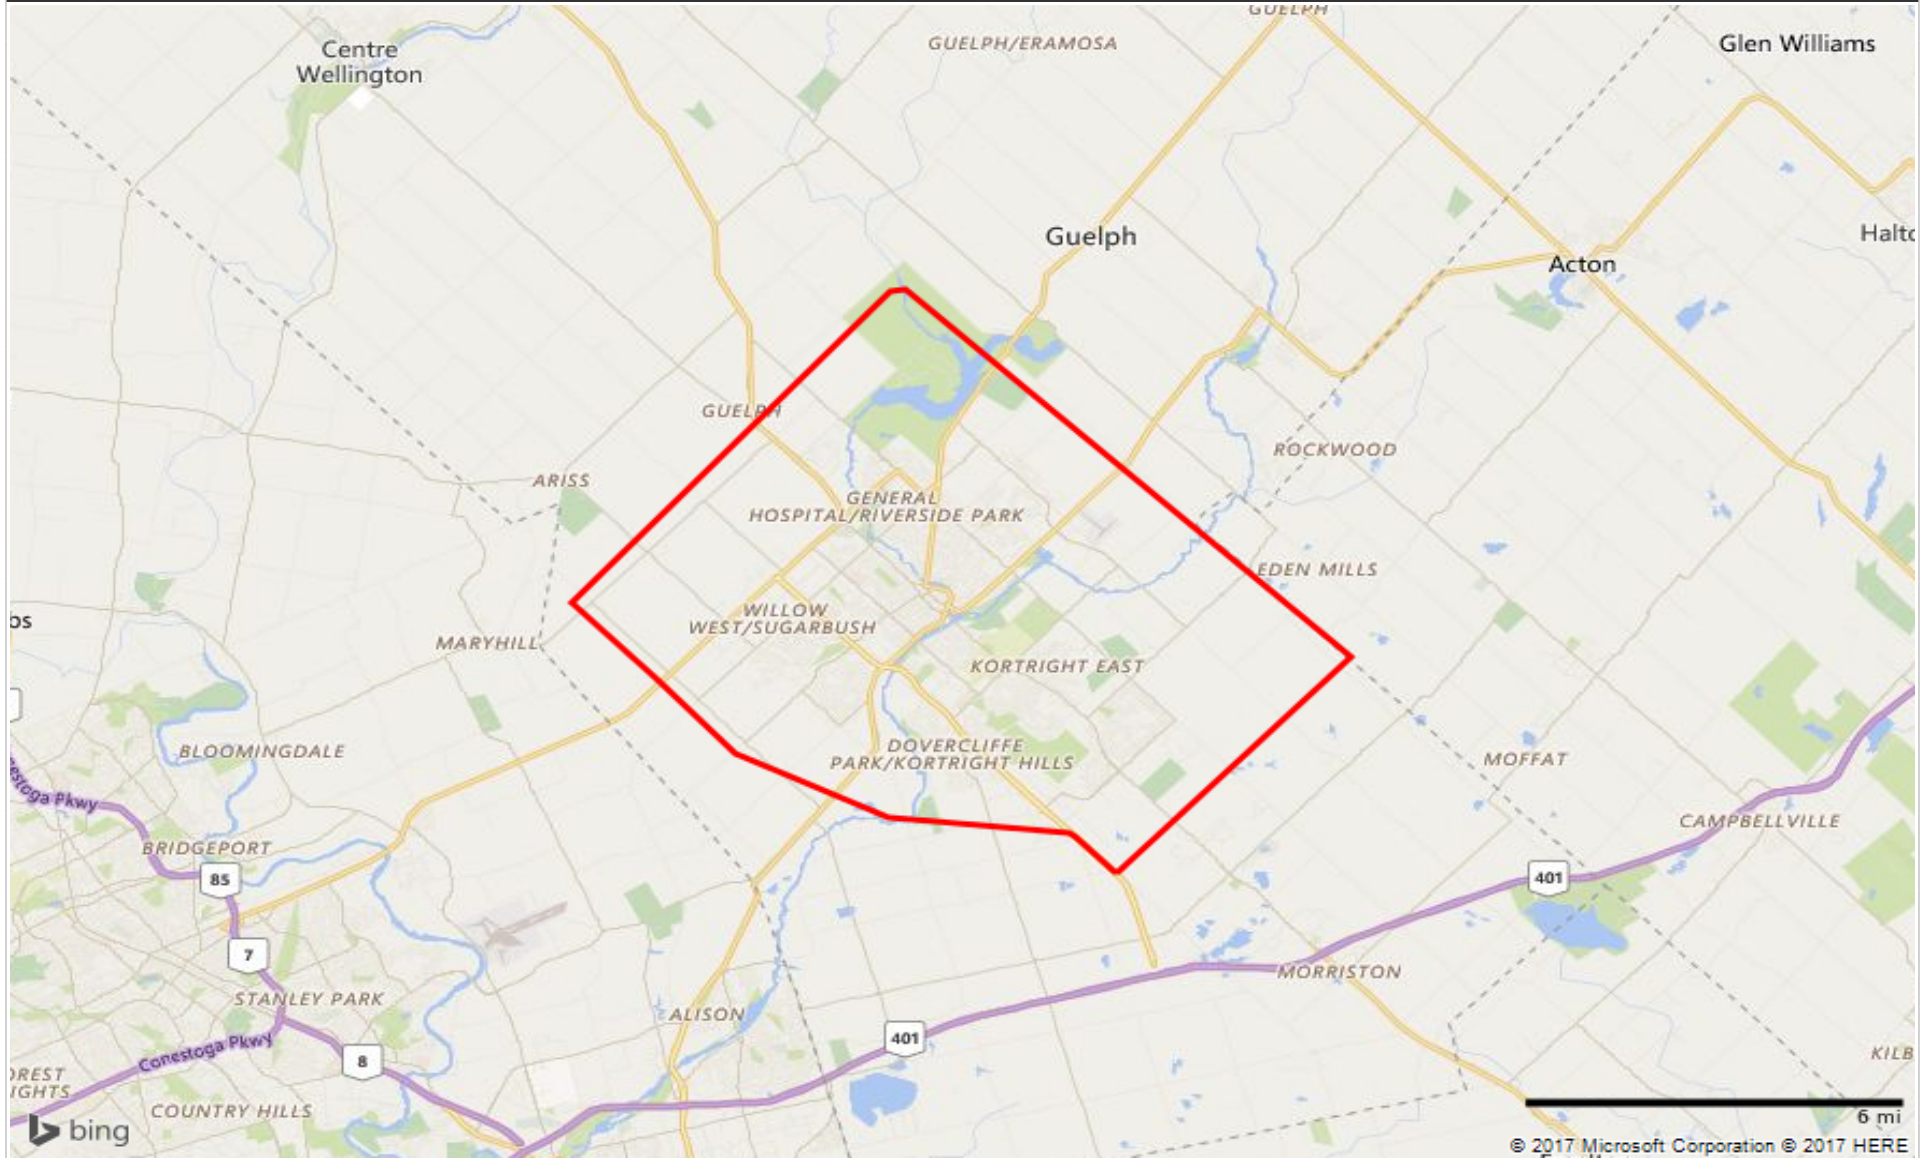 GUELPH
Centre
Wellington
GUELPH/ERAMOSA
Glen Williams
Guelph
Acton
GUELPH
ARISS
ROCKWOOD
GENERAL
HOSPITAL/RIVERSIDE PARK
EDEN MILLS
WILLOW
WEST/SUGARBUSH
MARYHILL
KORTRIGHT EAST
BLOOMINGDALE
DOVERCLIFFE
PARK/KORTRIGHT HILLS
MOFFAT
CAMPBELLVILLE
BRIDGEPORT
85
401
7
MORRISTON
STANLEY PARK
ALISON
401
Conestoga Pkwy
8
COUNTRY HILLS
6 mi
bing
© 2017 Microsoft Corporation © 2017 HERE